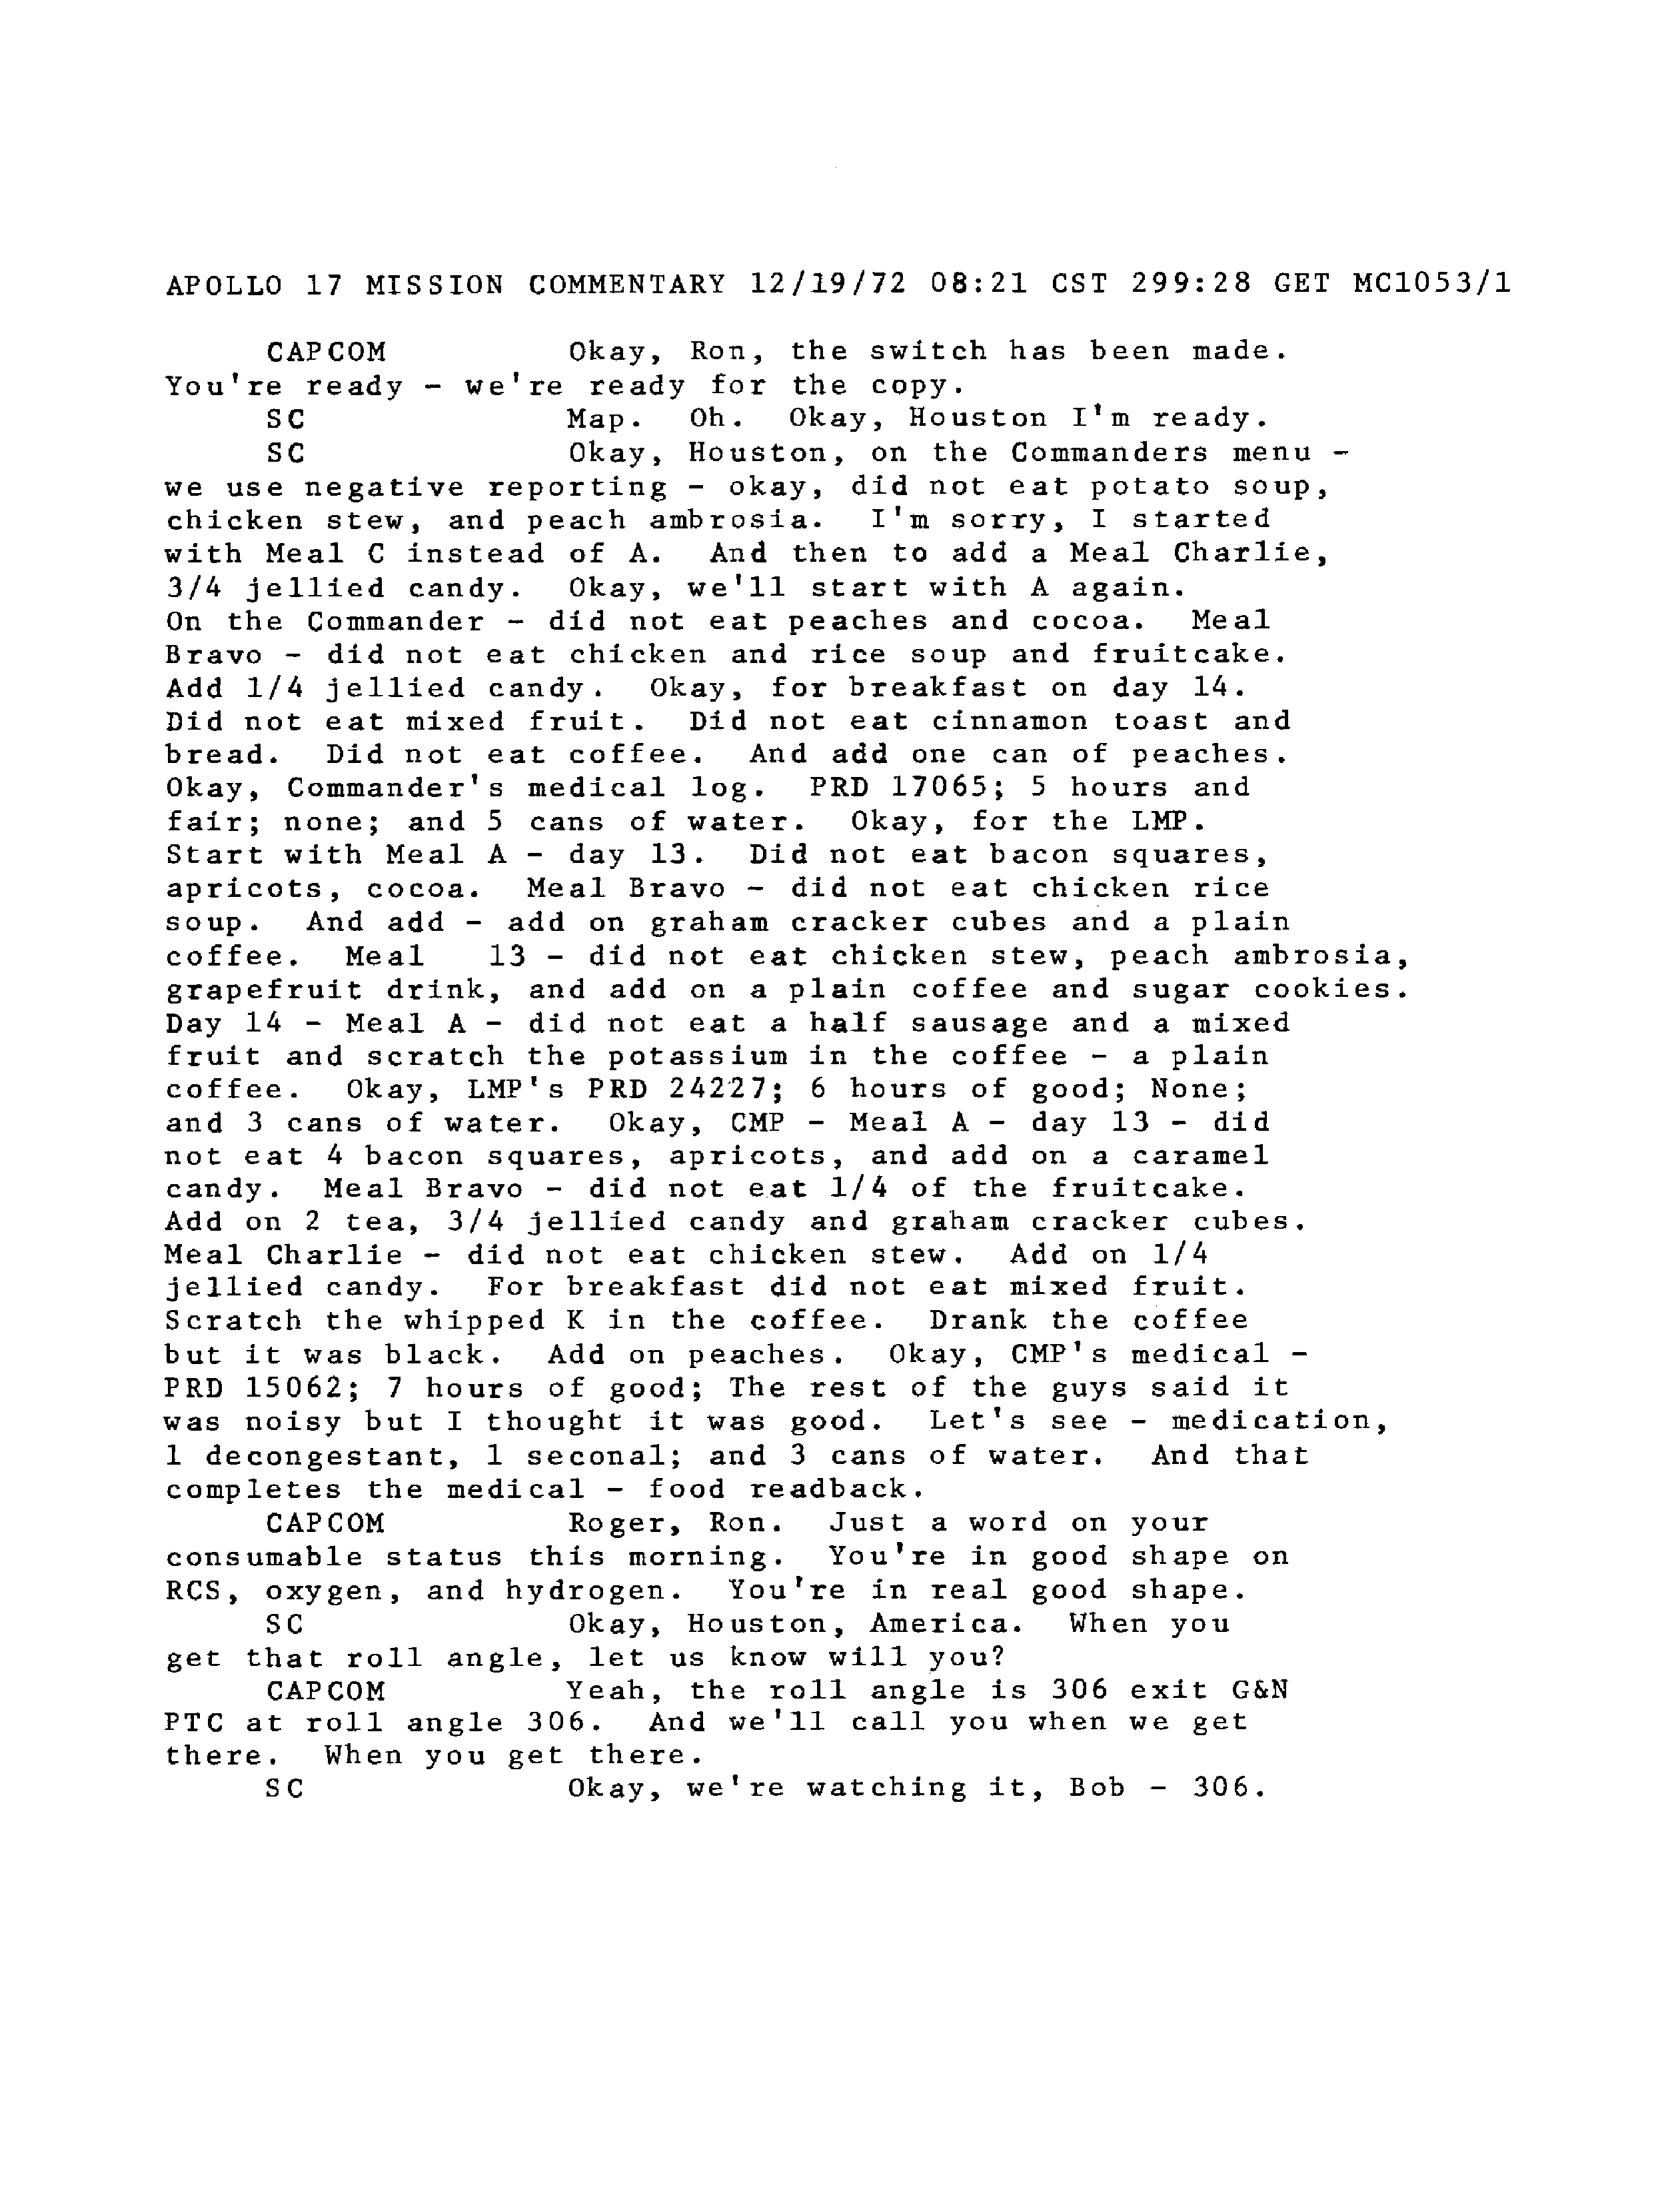 APOLLO 17 MISSION COMMENTARY 12/19/72 08:21 CST 299:28 GET MC1053/1
CAPCOM Okay, Ron, the switch has been made.
You're ready - we're ready for the copy.
SC Map. Oh. Okay, Houston I'm ready.
SC Okay, Houston, on the Commanders menu -
we use negative reporting - okay, did not eat potato soup,
chicken stew, and peach ambrosia. I'm sorry, I started
with Meal C instead of A. And then to add a Meal Charlie,
3/4 jellied candy. Okay, we'll start with A again.
On the Commander - did not eat peaches and cocoa. Meal
Bravo - did not eat chicken and rice soup and fruitcake.
Add 1/4 jellied candy. Okay, for breakfast on day 14.
Did not eat mixed fruit. Did not eat cinnamon toast and
bread. Did not eat coffee. And add one can of peaches.
Okay, Commander's medical log. PRD 17065; 5 hours and
fair; none; and 5 cans of water. Okay, for the LMP.
Start with Meal A - day 13. Did not eat bacon squares,
apricots, cocoa. Meal Bravo - did not eat chicken rice
soup. And add - add on graham cracker cubes and a plain
coffee. Meal 13 - did not eat chicken stew, peach ambrosia,
grapefruit drink, and add on a plain coffee and sugar cookies.
Day 14 - Meal A - did not eat a half sausage and a mixed
fruit and scratch the potassium in the coffee - a plain
coffee. Okay, LMP's PRD 24227; 6 hours of good; None;
and 3 cans of water. Okay, CMP - Meal A - day 13 - did
not eat 4 bacon squares, apricots, and add on a caramel
candy. Meal Bravo - did not eat 1/4 of the fruitcake.
Add on 2 tea, 3/4 jellied candy and graham cracker cubes.
Meal Charlie - did not eat chicken stew. Add on 1/4
jellied candy. For breakfast did not eat mixed fruit.
Scratch the whipped K in the coffee. Drank the coffee
but it was black. Add on peaches. Okay, CMP's medical -
PRD 15062; 7 hours of good; The rest of the guys said it
was noisy but I thought it was good. Let's see - medication,
1 decongestant, 1 seconal; and 3 cans of water. And that
completes the medical - food readback.
CAPCOM Roger, Ron. Just a word on your
consumable status this morning. You're in good shape on
RCS, oxygen, and hydrogen. You're in real good shape.
SC Okay, Houston, America. When you
get that roll angle, let us know will you?
CAPCOM Yeah, the roll angle is 306 exit G&N
PTC at roll angle 306. And we'll call you when we get
there. When you get there.
SC Okay, we're watching it, Bob - 306.